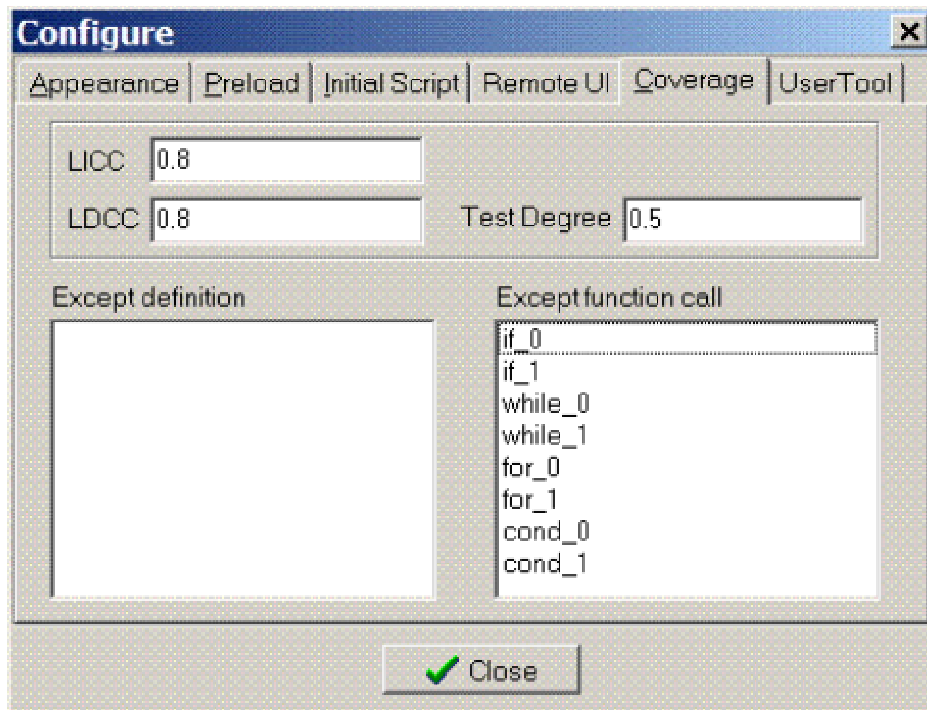 Configure
Appearance Preload Initial Script Remote UI Coverage UserTool
LICC 0.8
LDCC 0.8 Test Degree 0.5
Except definition
Except function call
if_0
if_1
while_0
while_1
for_0
for_1
cond_0
cond_1
Close